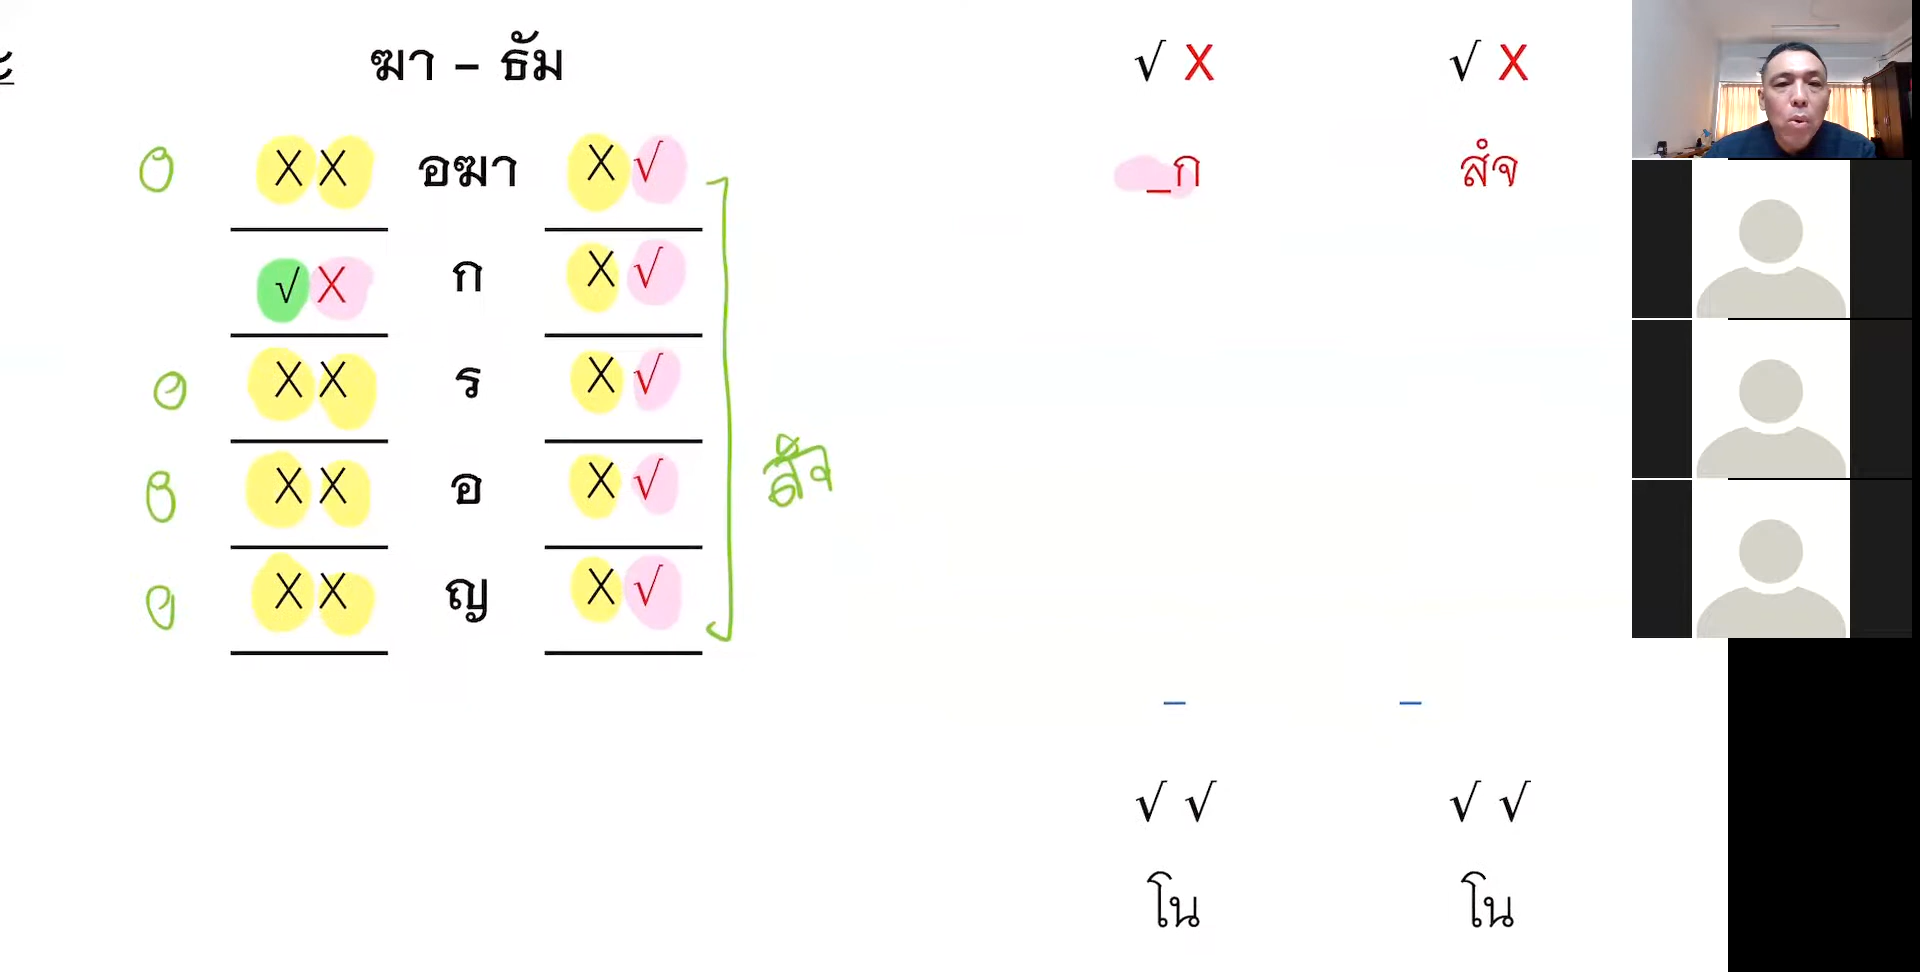 ฆา – ธัม √ X √ X
X X อฆา X √ _ก สํจ
√ X ก X √
X X ร X √
X X อ X √ สํจ
X X ญ X √
– –
√ √ √ √
โน โน